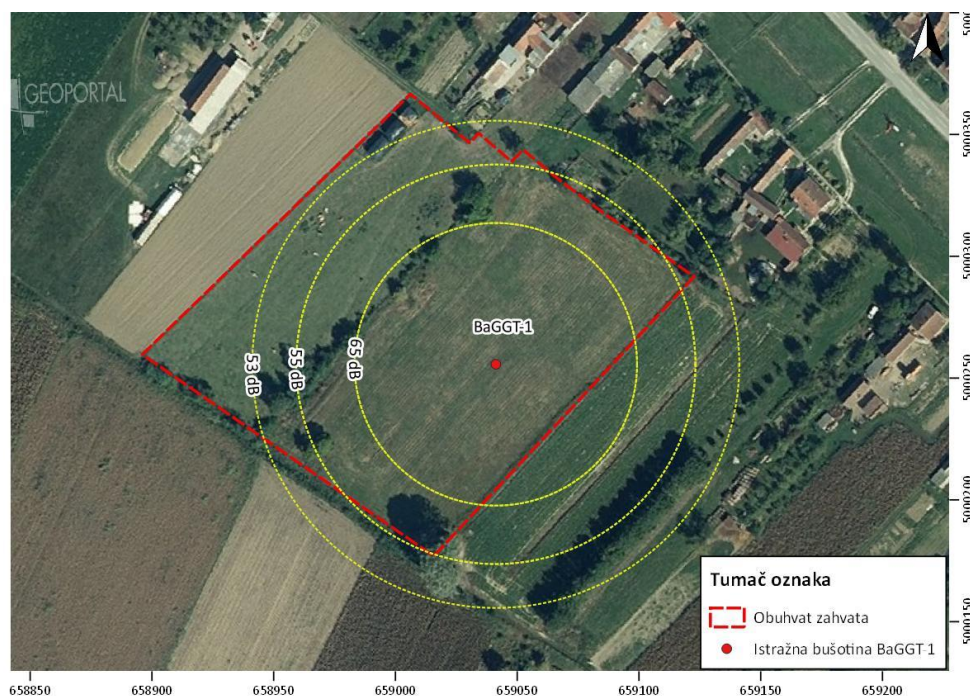 GEOPORTAL
BaGGT-1
53 dB
55 dB
65 dB
Tumač oznaka
Obuhvat zahvata
Istražna bušotina BaGGT-1
5000350
5000300
5000250
5000200
5000150
658850
658900
658950
659000
659050
659100
659150
659200